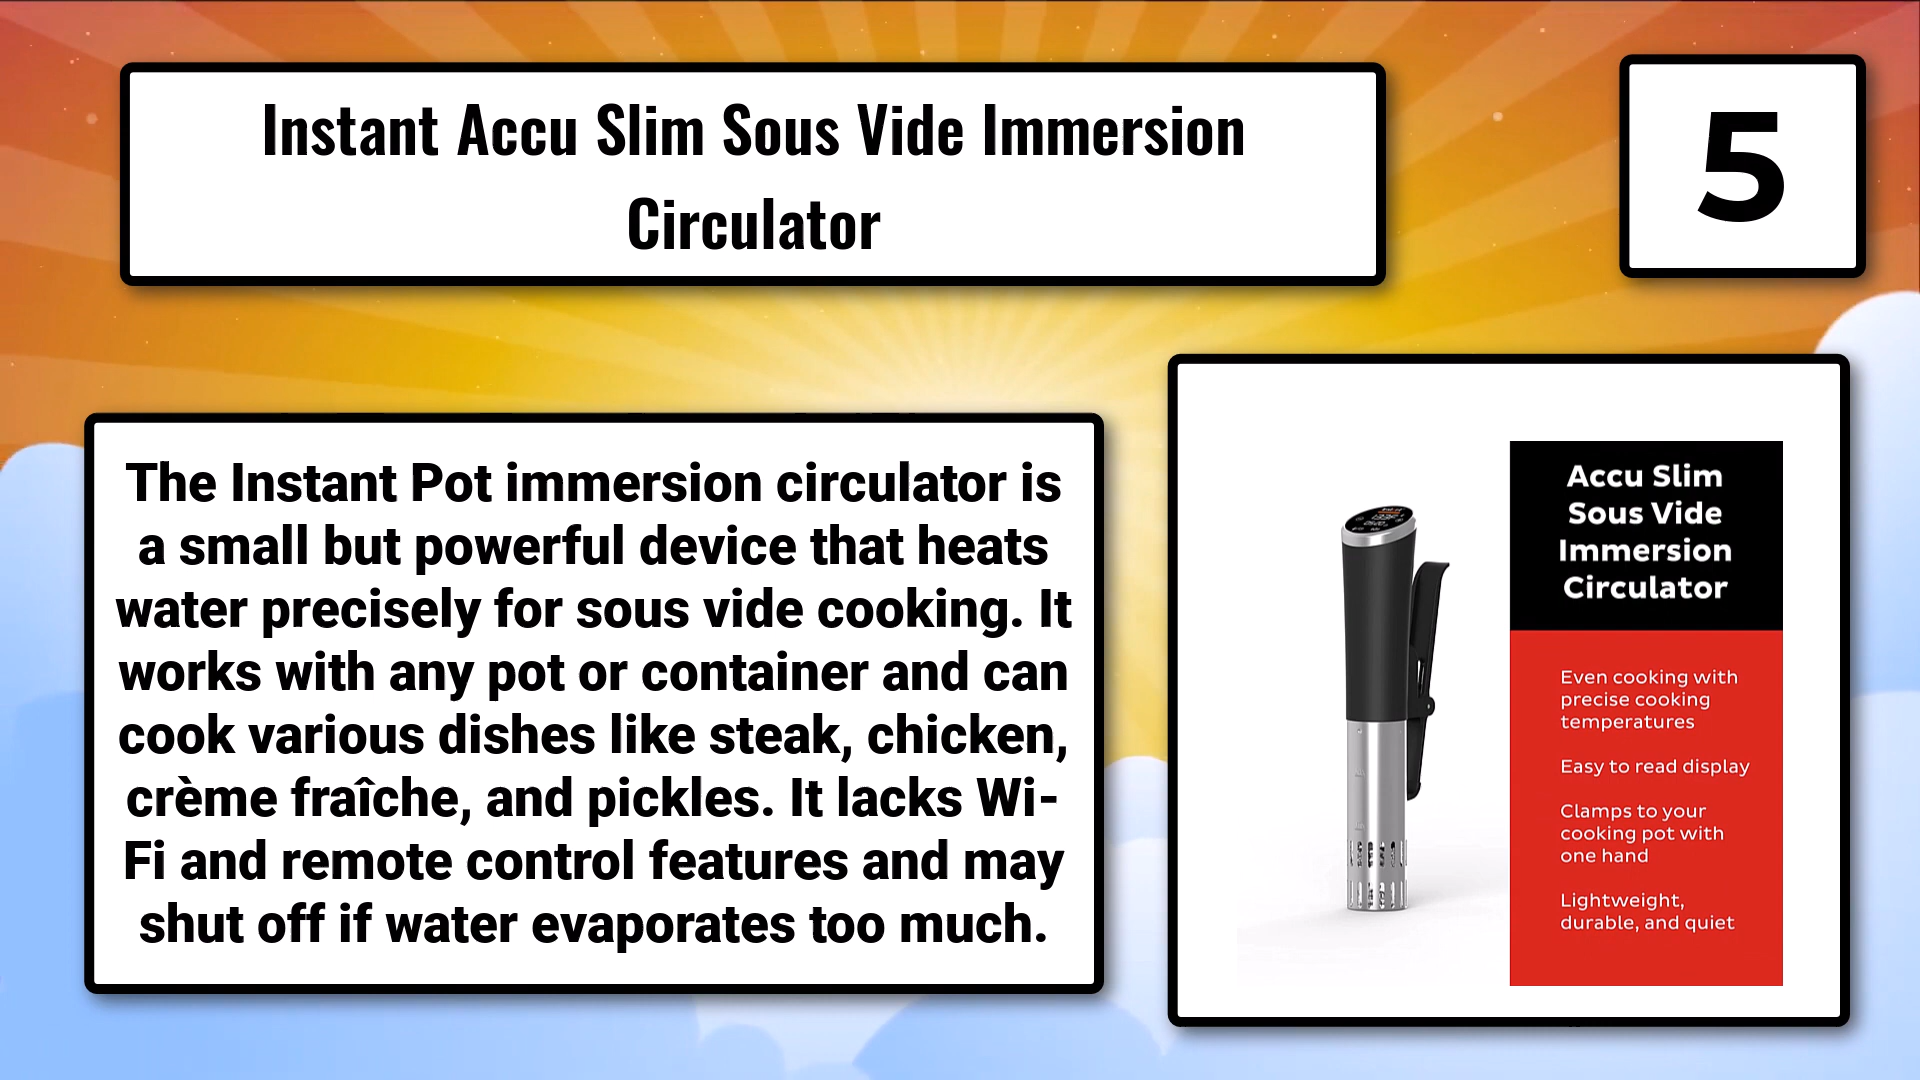 Instant Accu Slim Sous Vide Immersion
Circulator
5
The Instant Pot immersion circulator is
a small but powerful device that heats
water precisely for sous vide cooking. It
works with any pot or container and can
cook various dishes like steak, chicken,
crème fraîche, and pickles. It lacks Wi-
Fi and remote control features and may
shut off if water evaporates too much.
Accu Slim
Sous Vide
Immersion
Circulator
Even cooking with
precise cooking
temperatures
Easy to read display
Clamps to your
cooking pot with
one hand
Lightweight,
durable, and quiet